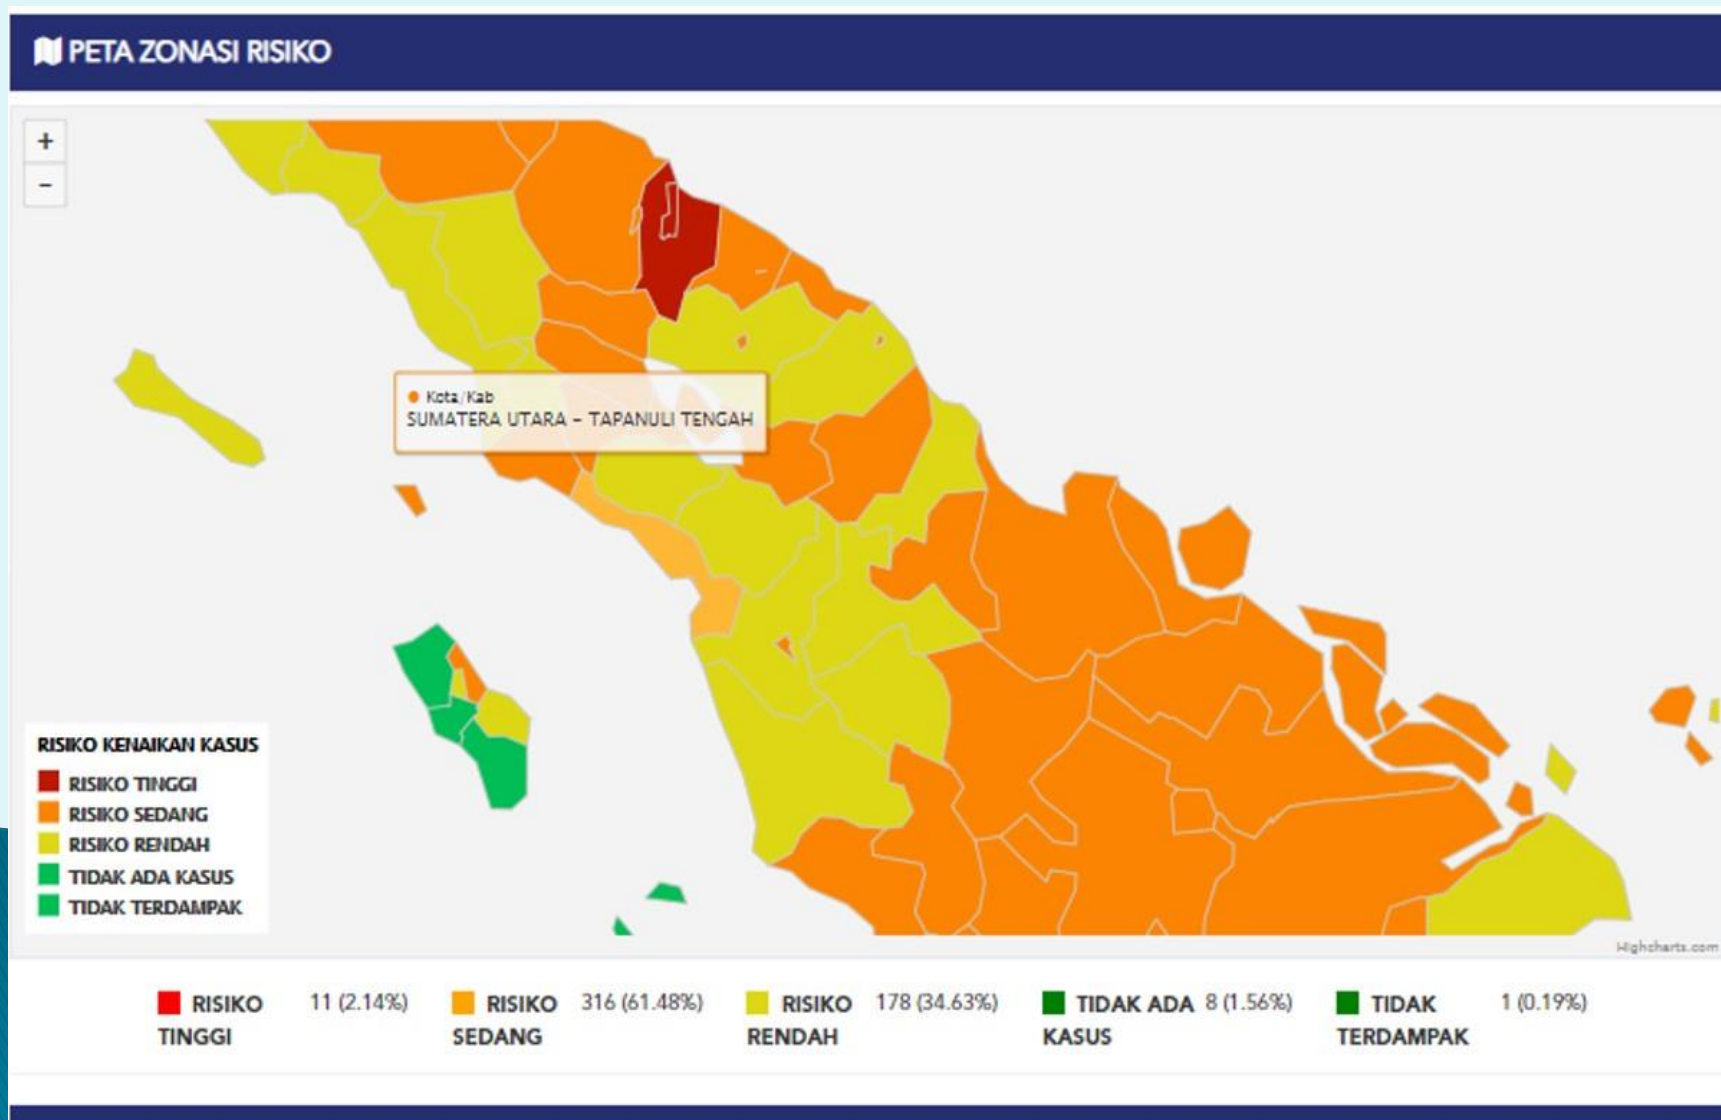 PETA ZONASI RISIKO
+
−
Kota/Kab
SUMATERA UTARA – TAPANULI TENGAH
RISIKO KENAIKAN KASUS
RISIKO TINGGI
RISIKO SEDANG
RISIKO RENDAH
TIDAK ADA KASUS
TIDAK TERDAMPAK
Highcharts.com
RISIKO TINGGI 11 (2.14%)
RISIKO SEDANG 316 (61.48%)
RISIKO RENDAH 178 (34.63%)
TIDAK ADA KASUS 8 (1.56%)
TIDAK TERDAMPAK 1 (0.19%)